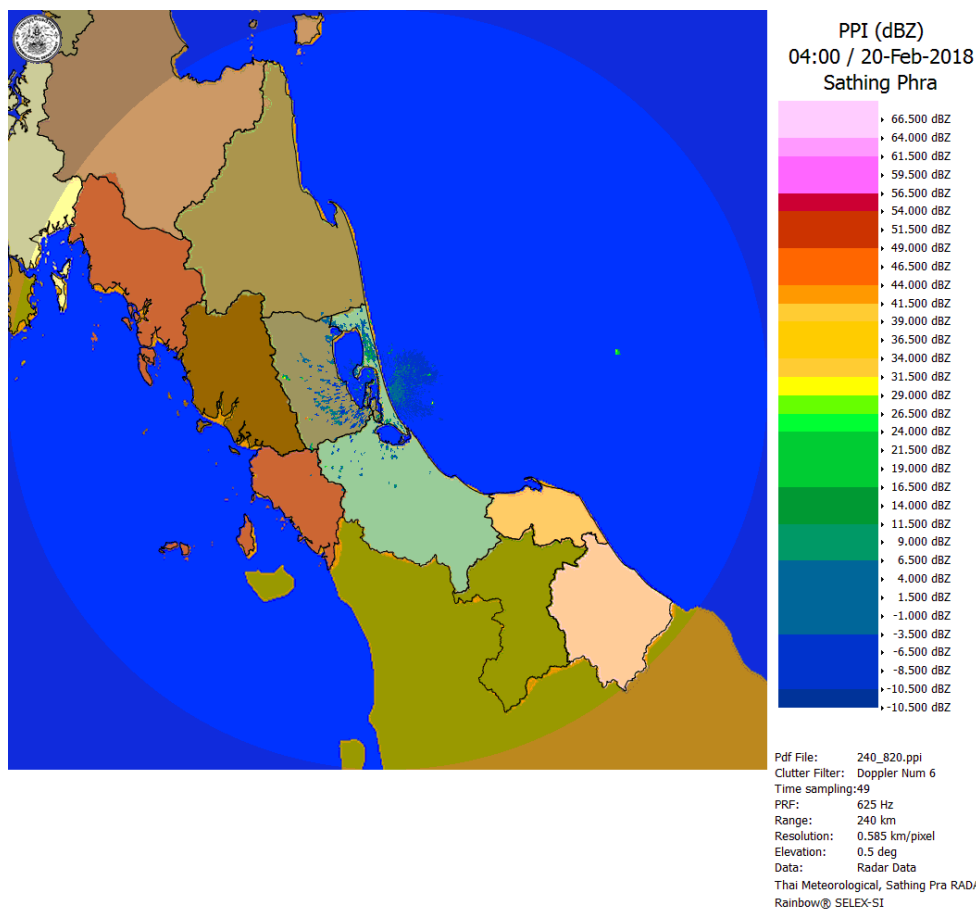 PPI (dBZ)
04:00 / 20-Feb-2018
Sathing Phra
66.500 dBZ
64.000 dBZ
61.500 dBZ
59.500 dBZ
56.500 dBZ
54.000 dBZ
51.500 dBZ
49.000 dBZ
46.500 dBZ
44.000 dBZ
41.500 dBZ
39.000 dBZ
36.500 dBZ
34.000 dBZ
31.500 dBZ
29.000 dBZ
26.500 dBZ
24.000 dBZ
21.500 dBZ
19.000 dBZ
16.500 dBZ
14.000 dBZ
11.500 dBZ
9.000 dBZ
6.500 dBZ
4.000 dBZ
1.500 dBZ
-1.000 dBZ
-3.500 dBZ
-6.500 dBZ
-8.500 dBZ
-10.500 dBZ
-10.500 dBZ
Pdf File: 240_820.ppi
Clutter Filter: Doppler Num 6
Time sampling:49
PRF: 625 Hz
Range: 240 km
Resolution: 0.585 km/pixel
Elevation: 0.5 deg
Data: Radar Data
Thai Meteorological, Sathing Pra RADA
Rainbow® SELEX-SI